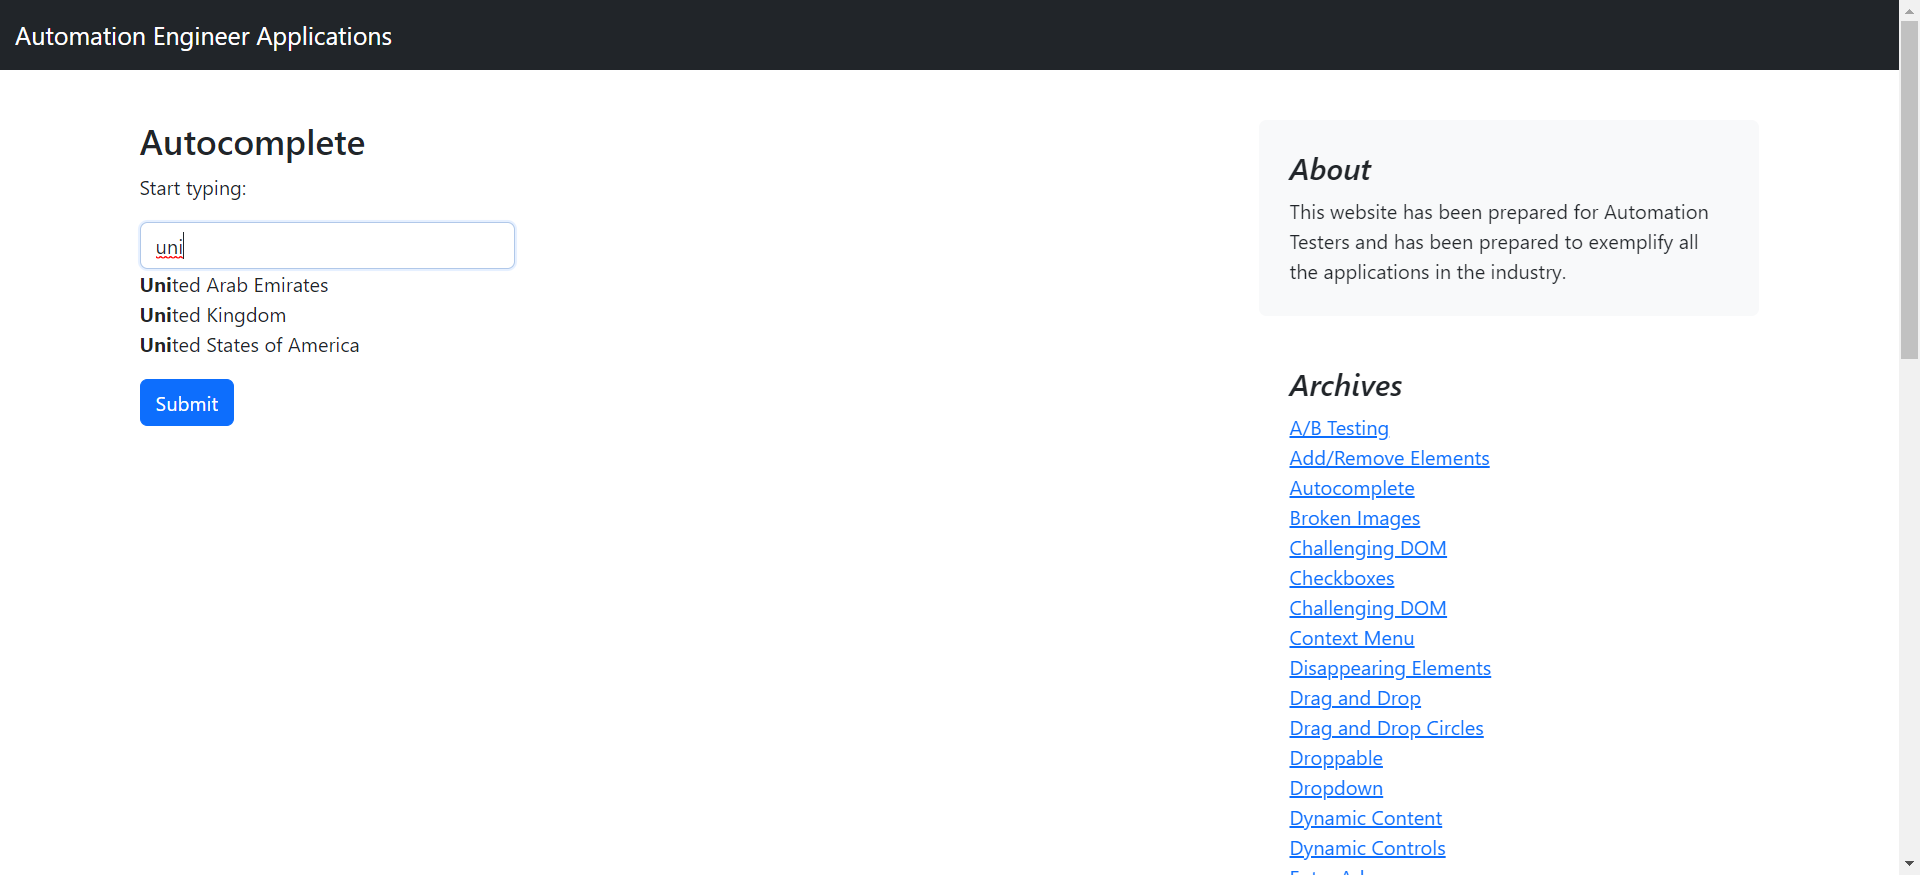 Automation Engineer Applications
Autocomplete
Start typing:
uni
United Arab Emirates
United Kingdom
United States of America
Submit
About
This website has been prepared for Automation
Testers and has been prepared to exemplify all
the applications in the industry.
Archives
A/B Testing
Add/Remove Elements
Autocomplete
Broken Images
Challenging DOM
Checkboxes
Challenging DOM
Context Menu
Disappearing Elements
Drag and Drop
Drag and Drop Circles
Droppable
Dropdown
Dynamic Content
Dynamic Controls